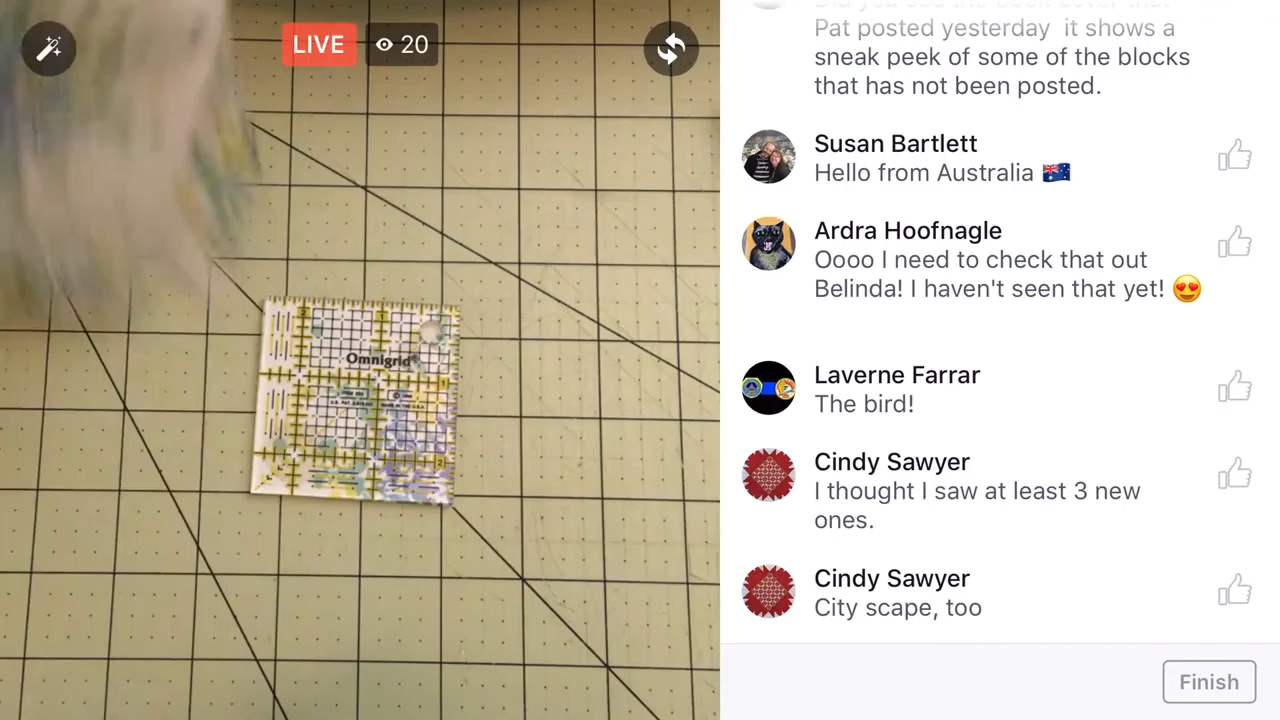 LIVE 20
Omnigrid®
Pat posted yesterday it shows a
sneak peek of some of the blocks
that has not been posted.
Susan Bartlett
Hello from Australia 🇦🇺
Ardra Hoofnagle
Oooo I need to check that out
Belinda! I haven't seen that yet! 😍
Laverne Farrar
The bird!
Cindy Sawyer
I thought I saw at least 3 new
ones.
Cindy Sawyer
City scape, too
Finish